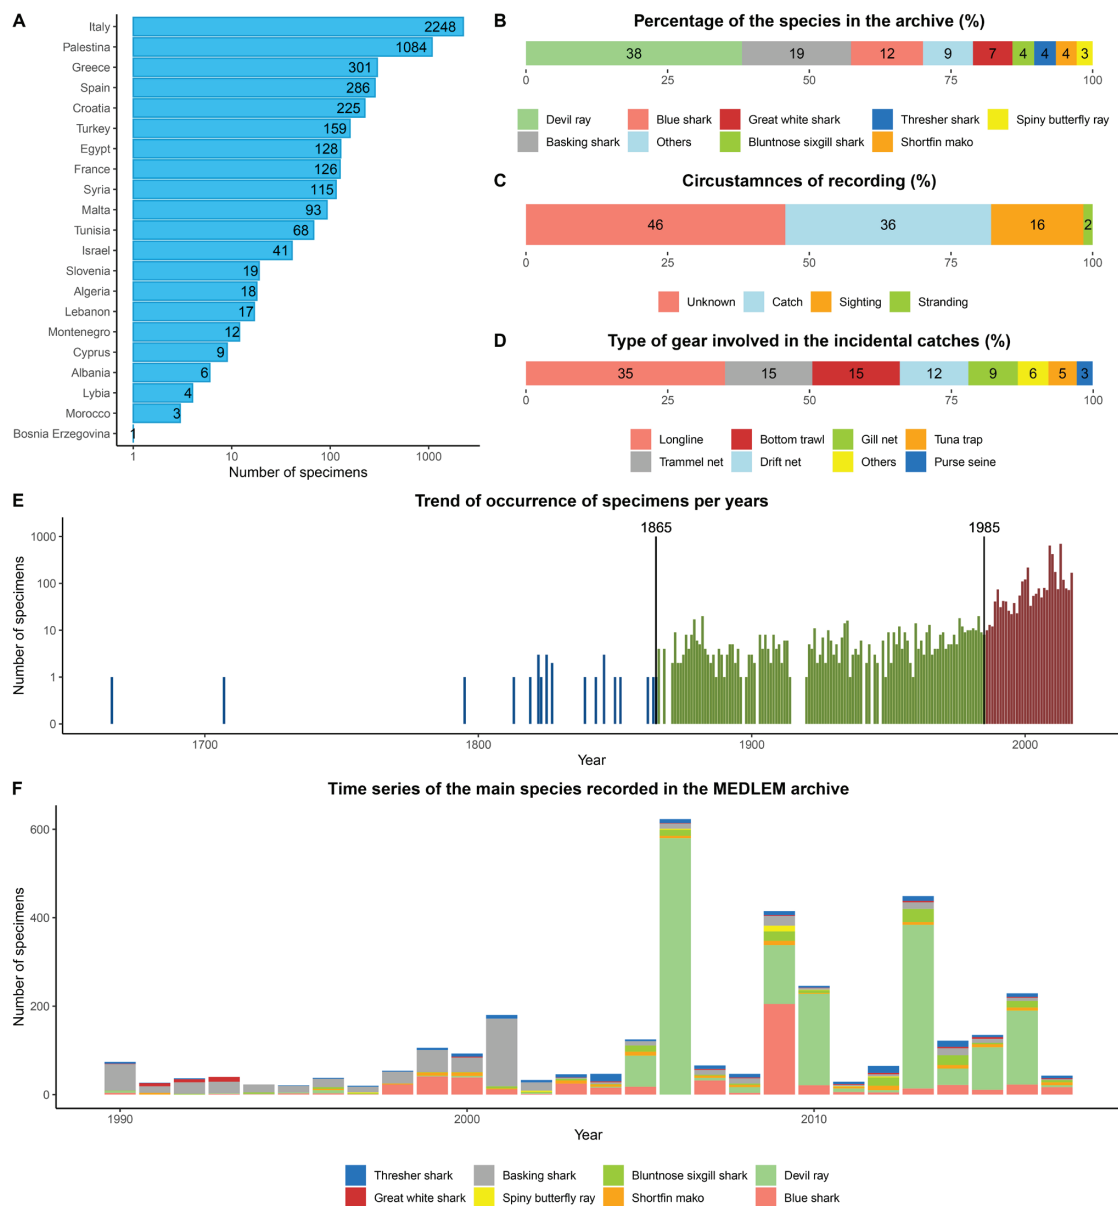 A
Italy 2248
Palestina 1084
Greece 301
Spain 286
Croatia 225
Turkey 159
Egypt 128
France 126
Syria 115
Malta 93
Tunisia 68
Israel 41
Slovenia 19
Algeria 18
Lebanon 17
Montenegro 12
Cyprus 9
Albania 6
Lybia 4
Morocco 3
Bosnia Erzegovina 1
1 10 100 1000
Number of specimens
B Percentage of the species in the archive (%)
38 19 12 9 7 4 4 4 3
0 25 50 75 100
Devil ray Blue shark Great white shark Thresher shark Spiny butterfly ray
Basking shark Others Bluntnose sixgill shark Shortfin mako
C Circustamnces of recording (%)
46 36 16 2
0 25 50 75 100
Unknown Catch Sighting Stranding
D Type of gear involved in the incidental catches (%)
35 15 15 12 9 6 5 3
0 25 50 75 100
Longline Bottom trawl Gill net Tuna trap
Trammel net Drift net Others Purse seine
E Trend of occurrence of specimens per years
1865 1985
Number of specimens
1000
100
10
1
0
1700 1800 1900 2000
Year
F Time series of the main species recorded in the MEDLEM archive
Number of specimens
600
400
200
0
1990 2000 2010
Year
Thresher shark Basking shark Bluntnose sixgill shark Devil ray
Great white shark Spiny butterfly ray Shortfin mako Blue shark